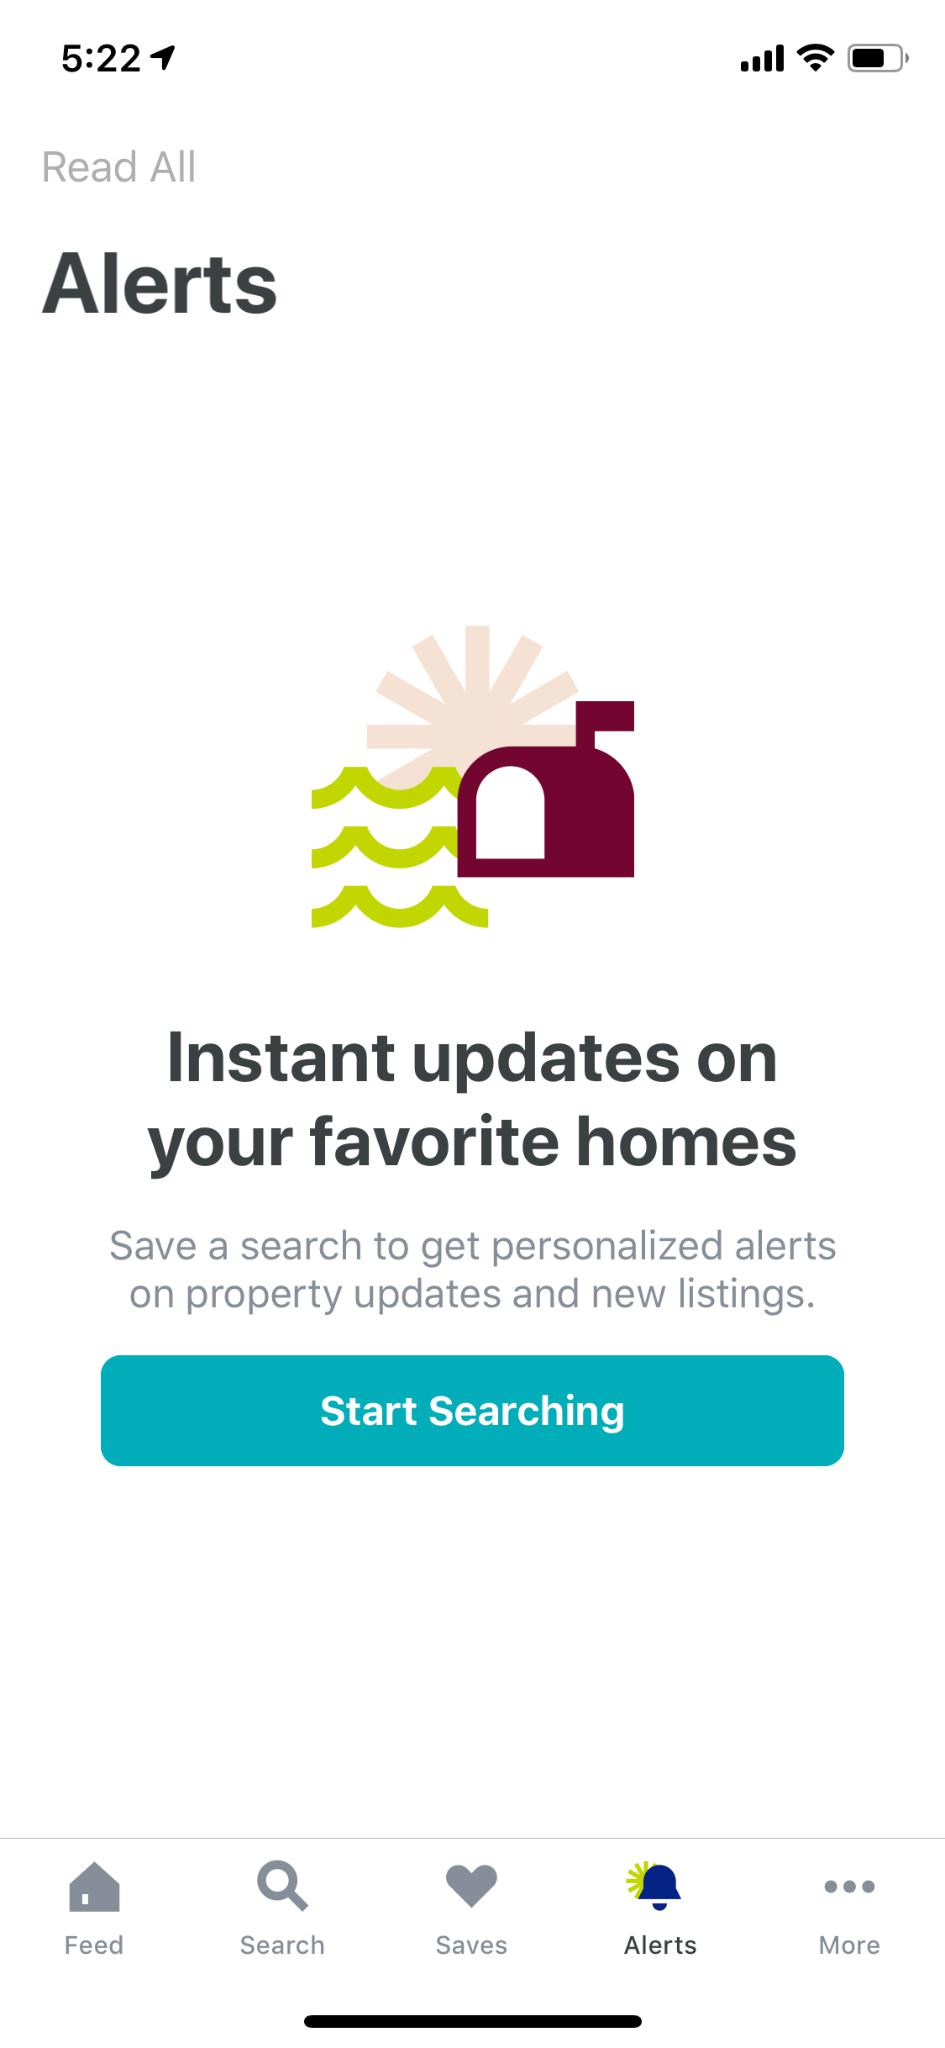 5:22
Read All
Alerts
Instant updates on
your favorite homes
Save a search to get personalized alerts
on property updates and new listings.
Start Searching
Feed
Search
Saves
Alerts
More